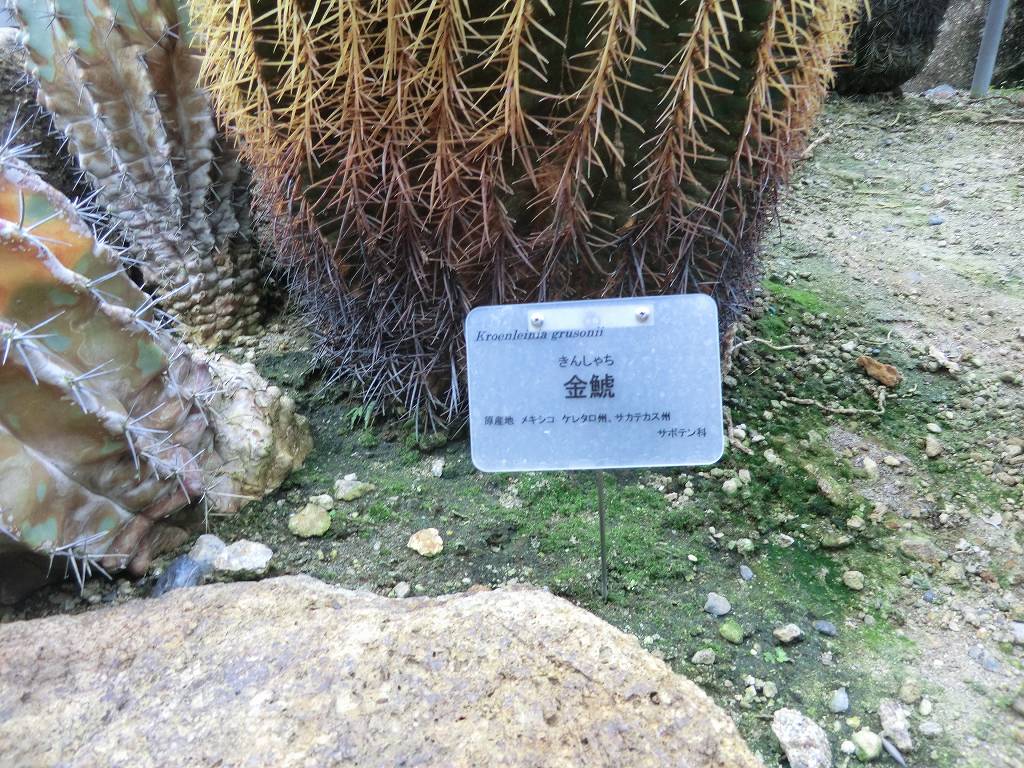 Kroenleinia grusonii
きんしゃち
金鯱
原産地 メキシコ ケレタロ州、サカテカス州
サボテン科